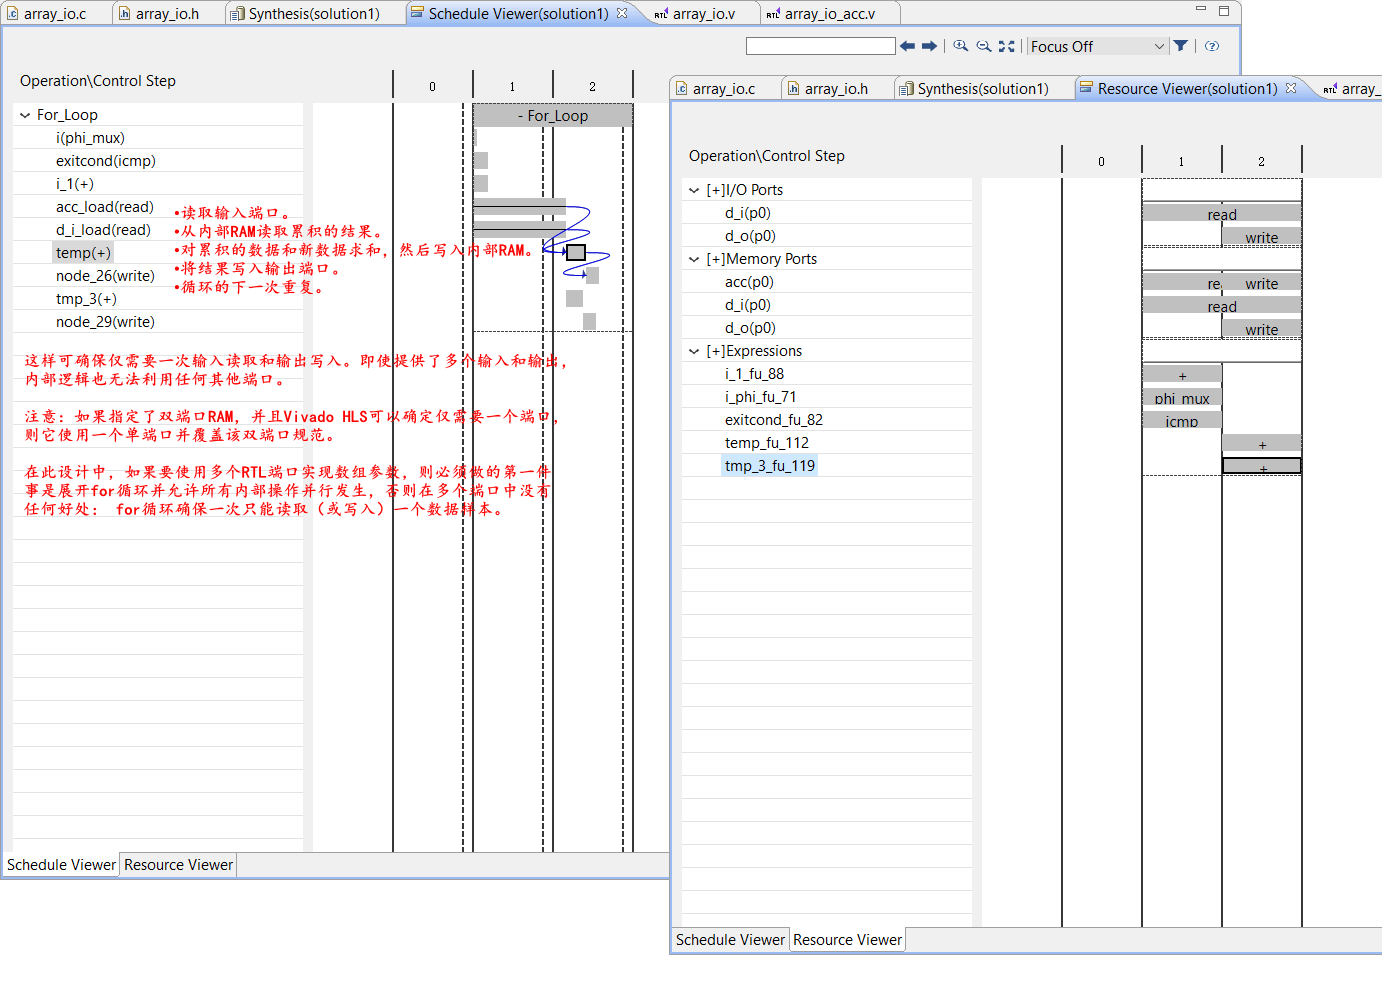 array_io.c
array_io.h
Synthesis(solution1)
Schedule Viewer(solution1)
array_io.v
array_io_acc.v
Focus Off
Operation\Control Step
0
1
2
For_Loop
- For_Loop
i(phi_mux)
exitcond(icmp)
i_1(+)
acc_load(read)
d_i_load(read)
temp(+)
node_26(write)
tmp_3(+)
node_29(write)
•读取输入端口。
•从内部RAM读取累积的结果。
•对累积的数据和新数据求和，然后写入内部RAM。
•将结果写入输出端口。
•循环的下一次重复。
这样可确保仅需要一次输入读取和输出写入。即使提供了多个输入和输出，
内部逻辑也无法利用任何其他端口。
注意：如果指定了双端口RAM，并且Vivado HLS可以确定仅需要一个端口，
则它使用一个单端口并覆盖该双端口规范。
在此设计中，如果要使用多个RTL端口实现数组参数，则必须做的第一件
事是展开for循环并允许所有内部操作并行发生，否则在多个端口中没有
任何好处： for循环确保一次只能读取（或写入）一个数据样本。
Schedule Viewer
Resource Viewer
array_io.c
array_io.h
Synthesis(solution1)
Resource Viewer(solution1)
array_
Operation\Control Step
0
1
2
[+]I/O Ports
d_i(p0)
read
d_o(p0)
write
[+]Memory Ports
acc(p0)
re
write
d_i(p0)
read
d_o(p0)
write
[+]Expressions
i_1_fu_88
+
i_phi_fu_71
phi_mux
exitcond_fu_82
icmp
temp_fu_112
+
tmp_3_fu_119
+
Schedule Viewer
Resource Viewer